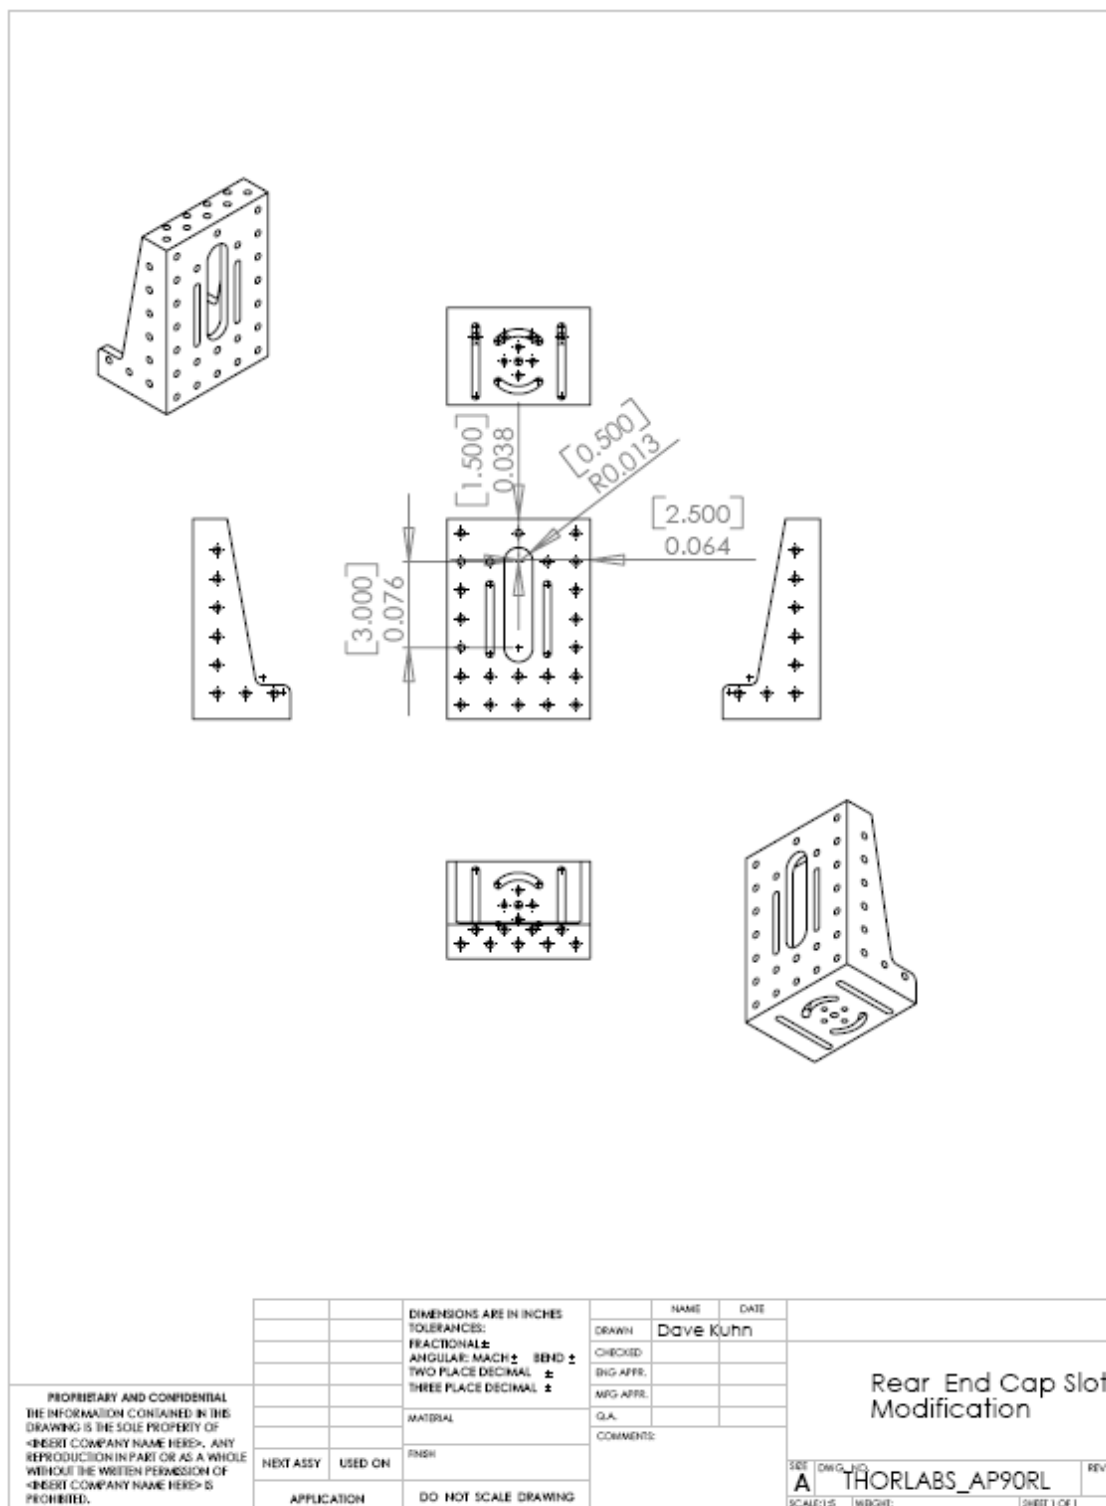 [1.500]
0.038
[0.500]
R0.013
[2.500]
0.064
[3.000]
0.076
PROPRIETARY AND CONFIDENTIAL
THE INFORMATION CONTAINED IN THIS
DRAWING IS THE SOLE PROPERTY OF
<INSERT COMPANY NAME HERE>. ANY
REPRODUCTION IN PART OR AS A WHOLE
WITHOUT THE WRITTEN PERMISSION OF
<INSERT COMPANY NAME HERE> IS
PROHIBITED.
NEXT ASSY
USED ON
APPLICATION
DIMENSIONS ARE IN INCHES
TOLERANCES:
FRACTIONAL±
ANGULAR: MACH± BEND ±
TWO PLACE DECIMAL ±
THREE PLACE DECIMAL ±
MATERIAL
FINISH
DO NOT SCALE DRAWING
NAME
DATE
DRAWN
Dave Kuhn
CHECKED
ENG APPR.
MFG APPR.
Q.A.
COMMENTS:
Rear End Cap Slot
Modification
SIZE
A
DWG. NO.
THORLABS_AP90RL
REV
SCALE:1:5
WEIGHT:
SHEET 1 OF 1